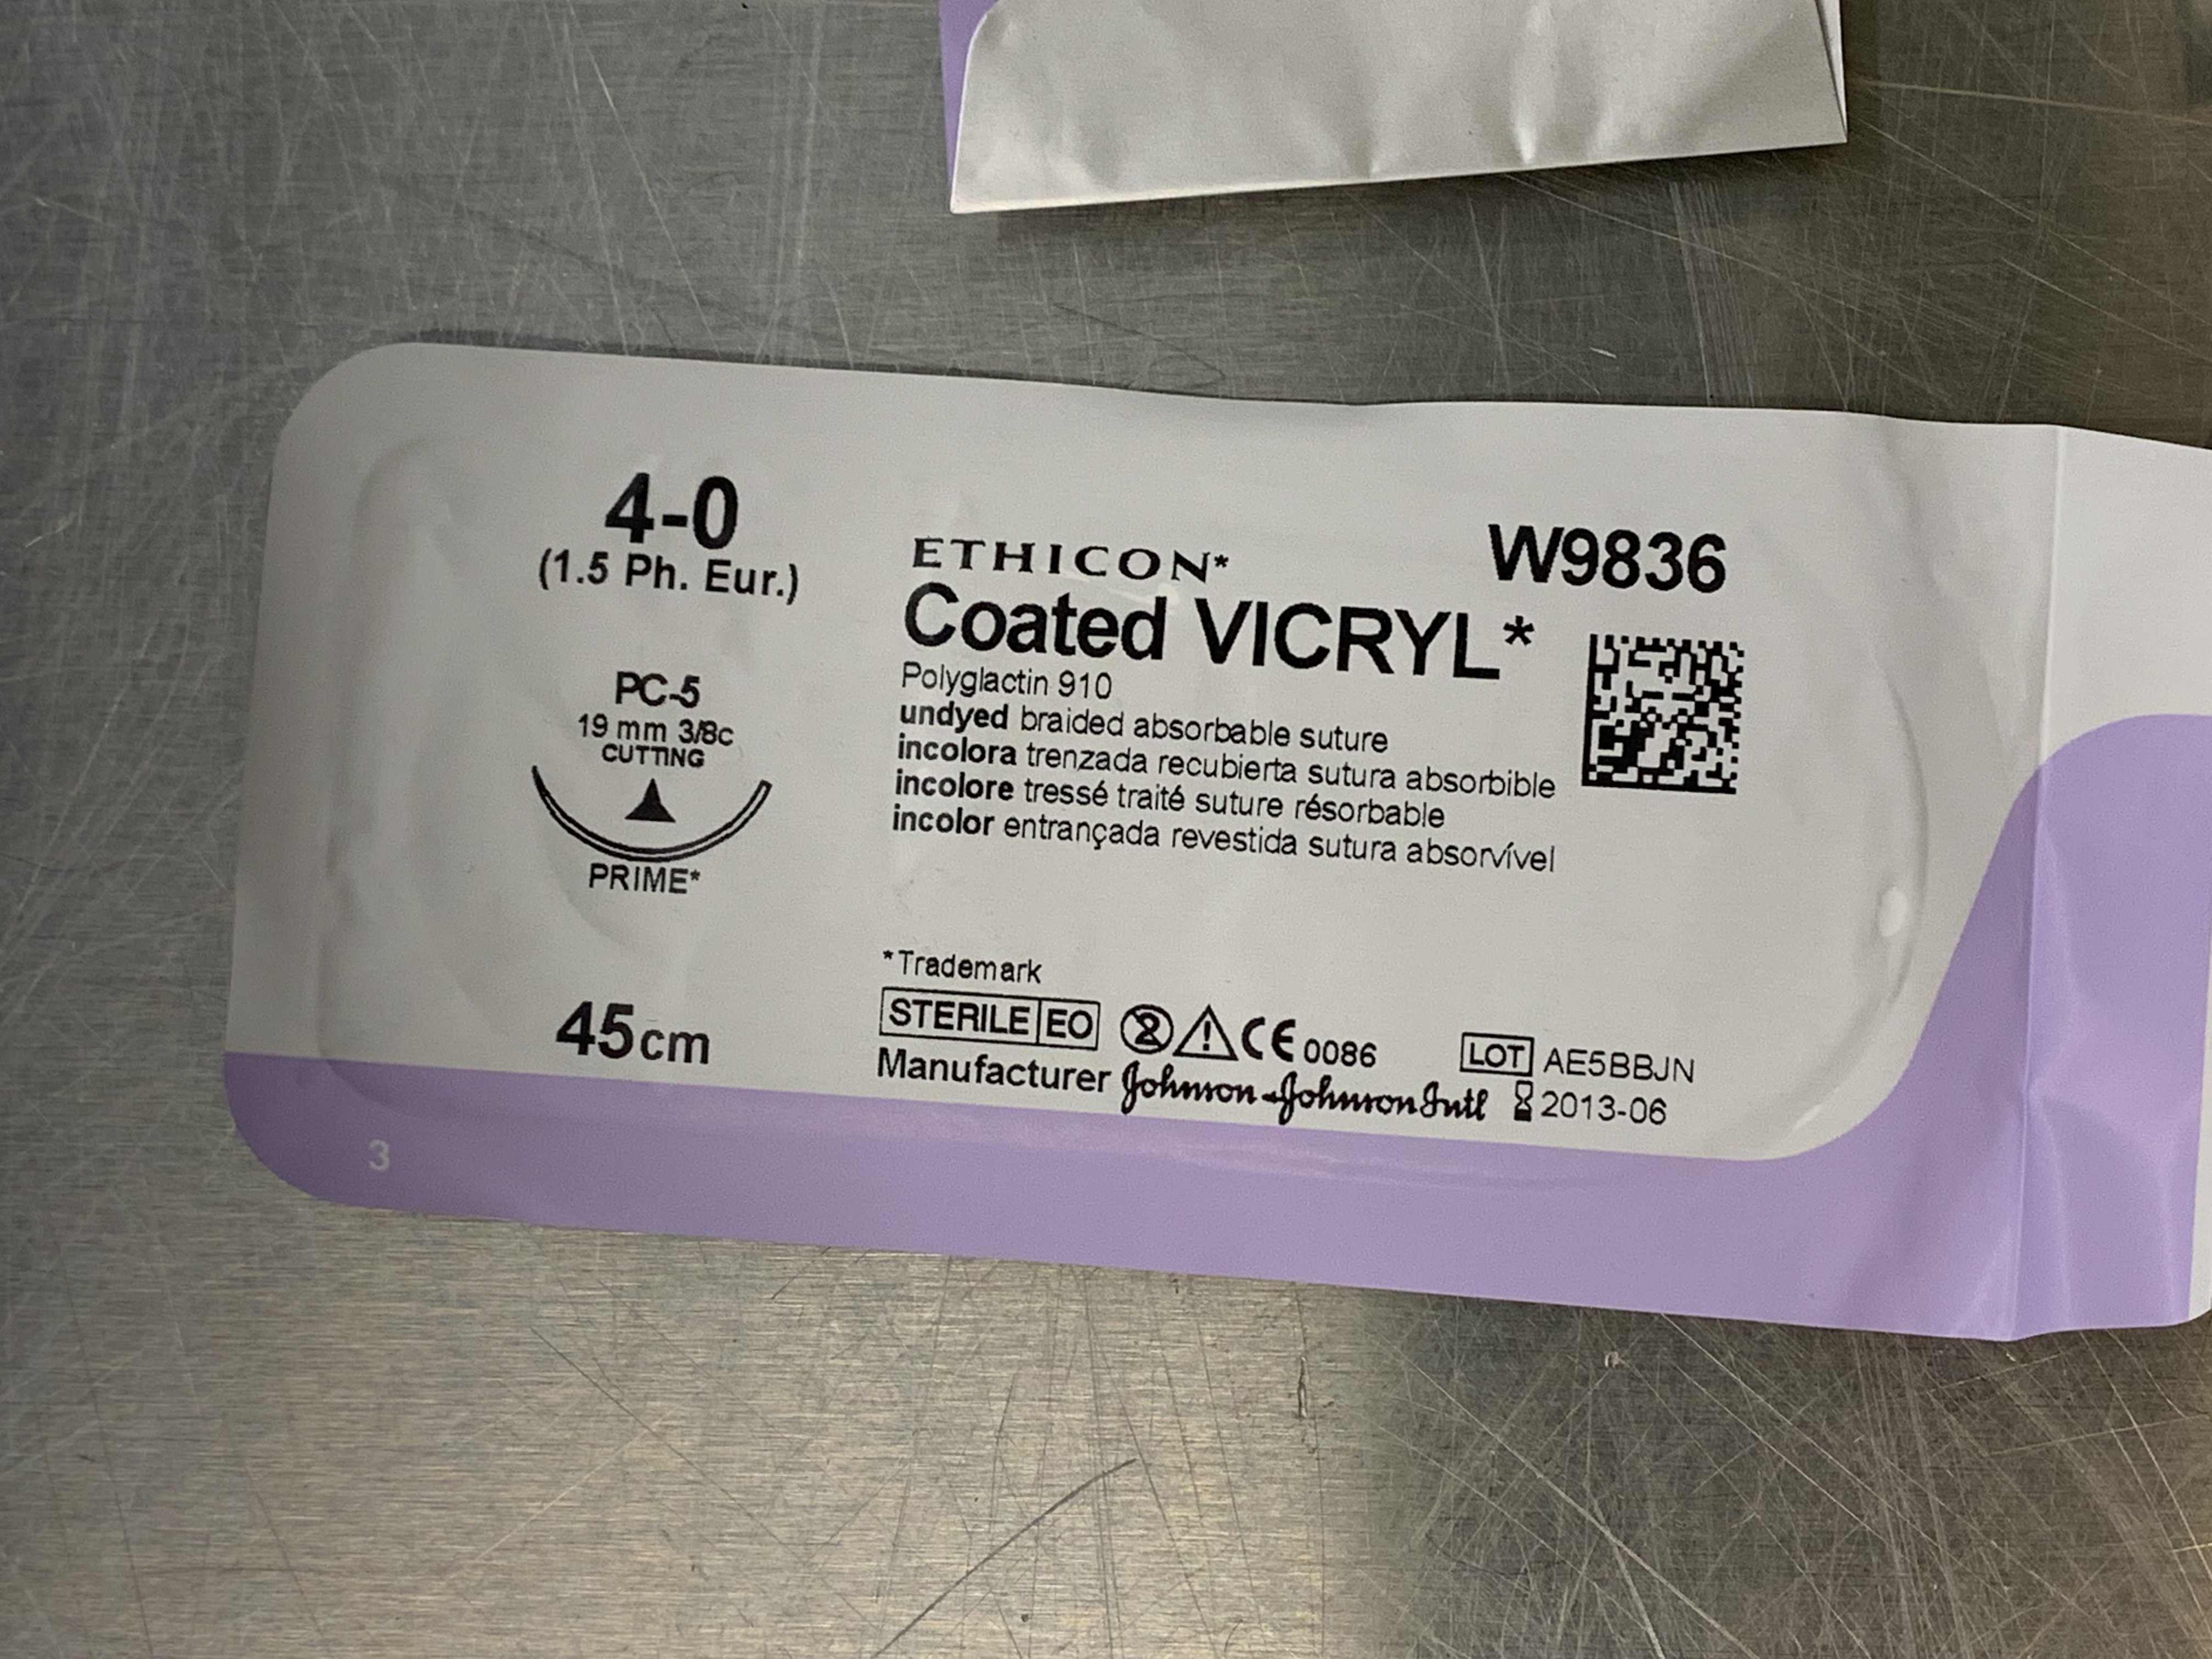 4-0
(1.5 Ph. Eur.)
PC-5
19 mm 3/8c
CUTTING
PRIME*
45cm
ETHICON*
W9836
Coated VICRYL*
Polyglactin 910
undyed braided absorbable suture
incolora trenzada recubierta sutura absorbible
incolore tressé traité suture résorbable
incolor entrançada revestida sutura absorvível
*Trademark
STERILE EO 2 ! CE 0086
LOT AE5BBJN
Manufacturer Johnson & Johnson Intl
2013-06
3